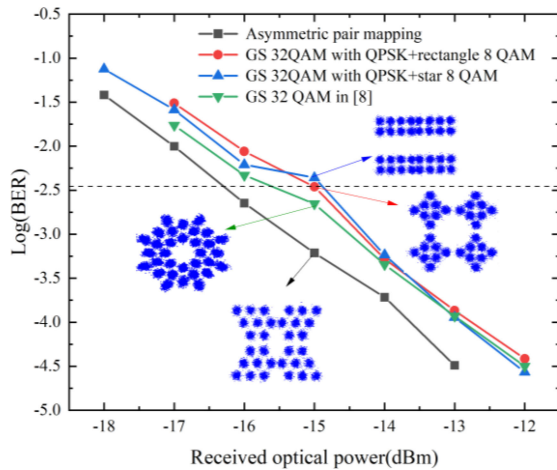 -0.5
-1.0
-1.5
-2.0
-2.5
-3.0
-3.5
-4.0
-4.5
-5.0
Log(BER)
Asymmetric pair mapping
GS 32QAM with QPSK+rectangle 8 QAM
GS 32QAM with QPSK+star 8 QAM
GS 32 QAM in [8]
-18 -17 -16 -15 -14 -13 -12
Received optical power(dBm)